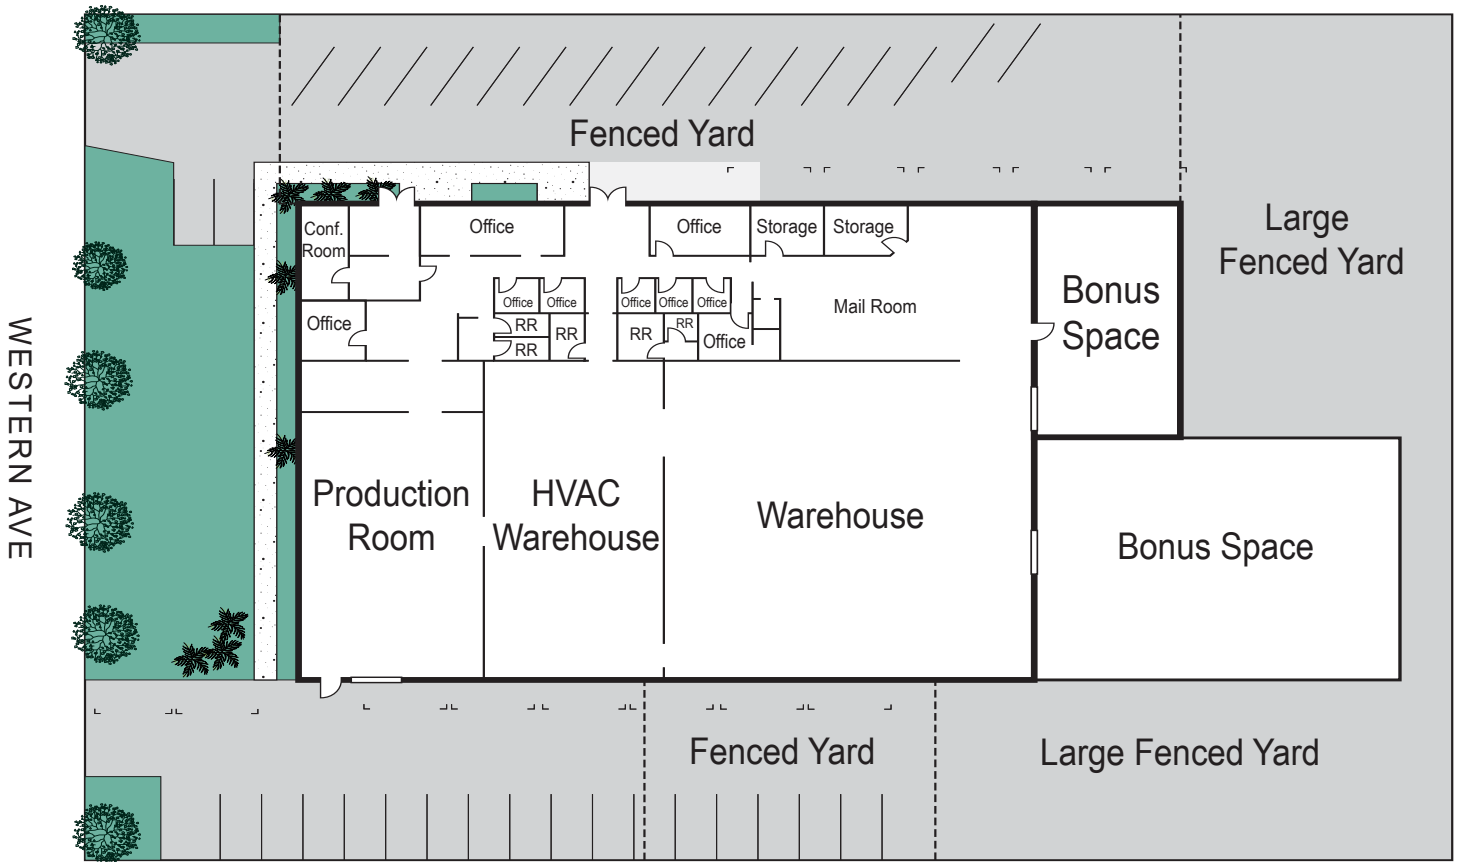 Fenced Yard
Large
Fenced Yard
Conf.
Room
Office
Office
Storage
Storage
Bonus
Space
Office
Office
Office
Office
Office
Mail Room
Office
RR
RR
RR
RR
RR
Office
WESTERN AVE
Production
Room
HVAC
Warehouse
Warehouse
Bonus Space
Fenced Yard
Large Fenced Yard